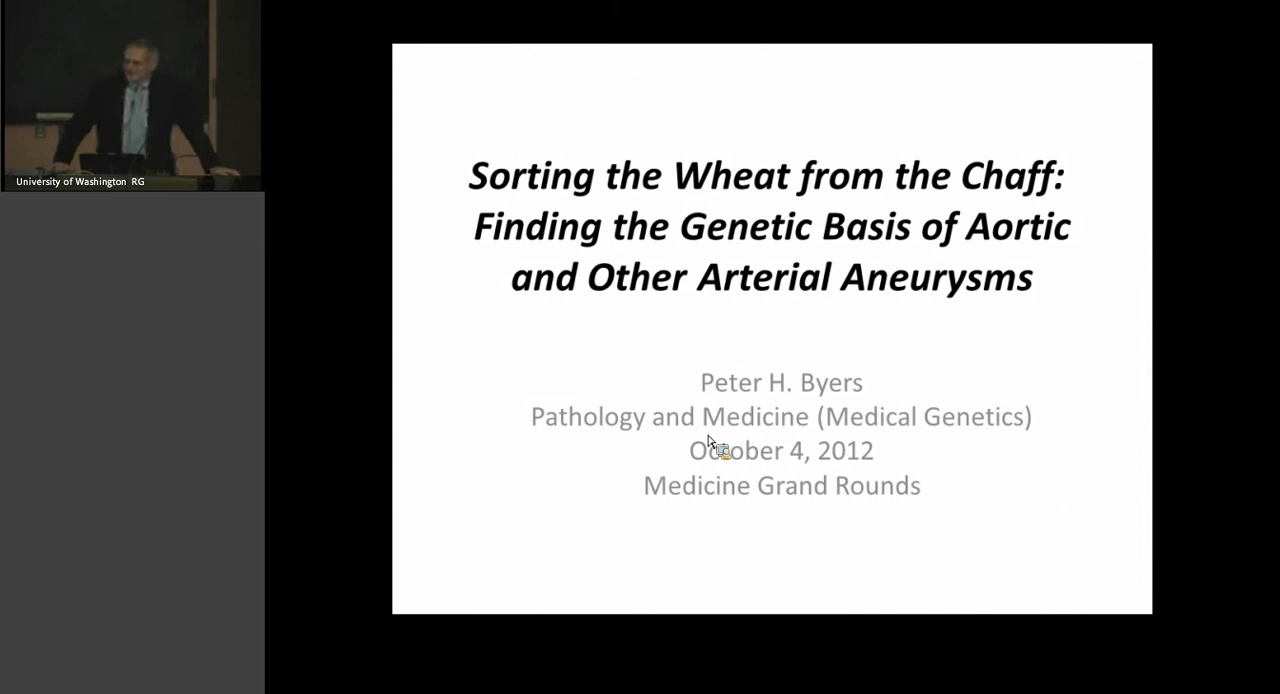 University of Washington RG
Sorting the Wheat from the Chaff:
Finding the Genetic Basis of Aortic
and Other Arterial Aneurysms
Peter H. Byers
Pathology and Medicine (Medical Genetics)
October 4, 2012
Medicine Grand Rounds